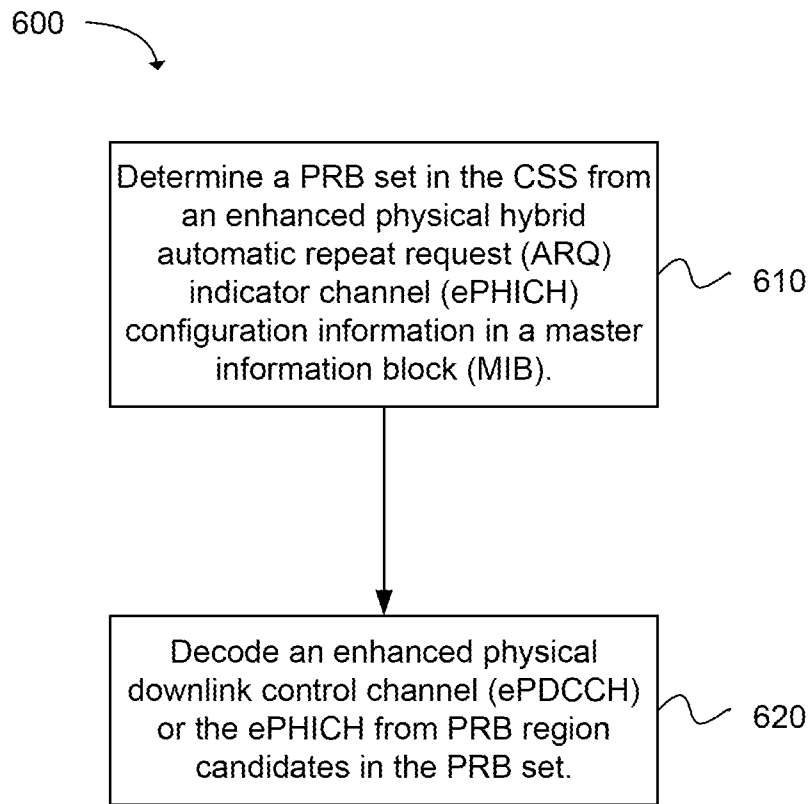 600
Determine a PRB set in the CSS from
an enhanced physical hybrid
automatic repeat request (ARQ)
indicator channel (ePHICH)
configuration information in a master
information block (MIB).
610
Decode an enhanced physical
downlink control channel (ePDCCH)
or the ePHICH from PRB region
candidates in the PRB set.
620